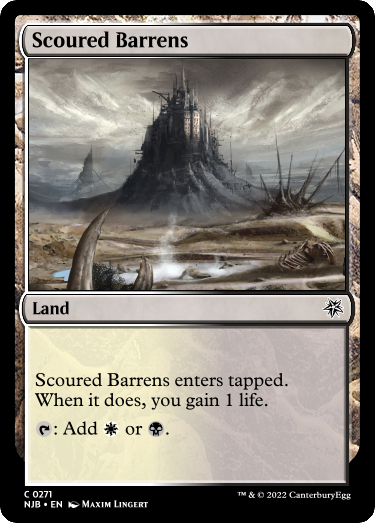 Scoured Barrens
Land
Scoured Barrens enters tapped.
When it does, you gain 1 life.
: Add or .
C 0271
NJB • EN Maxim Lingert
™ & © 2022 CanterburyEgg